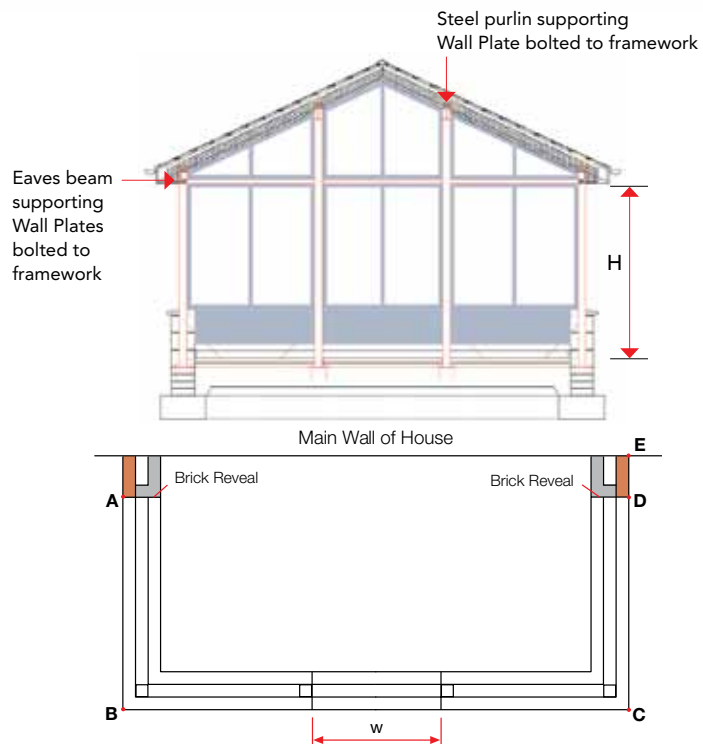 Steel purlin supporting
Wall Plate bolted to framework
Eaves beam
supporting
Wall Plates
bolted to
framework
H
Main Wall of House
E
Brick Reveal
Brick Reveal
A
D
B
C
w